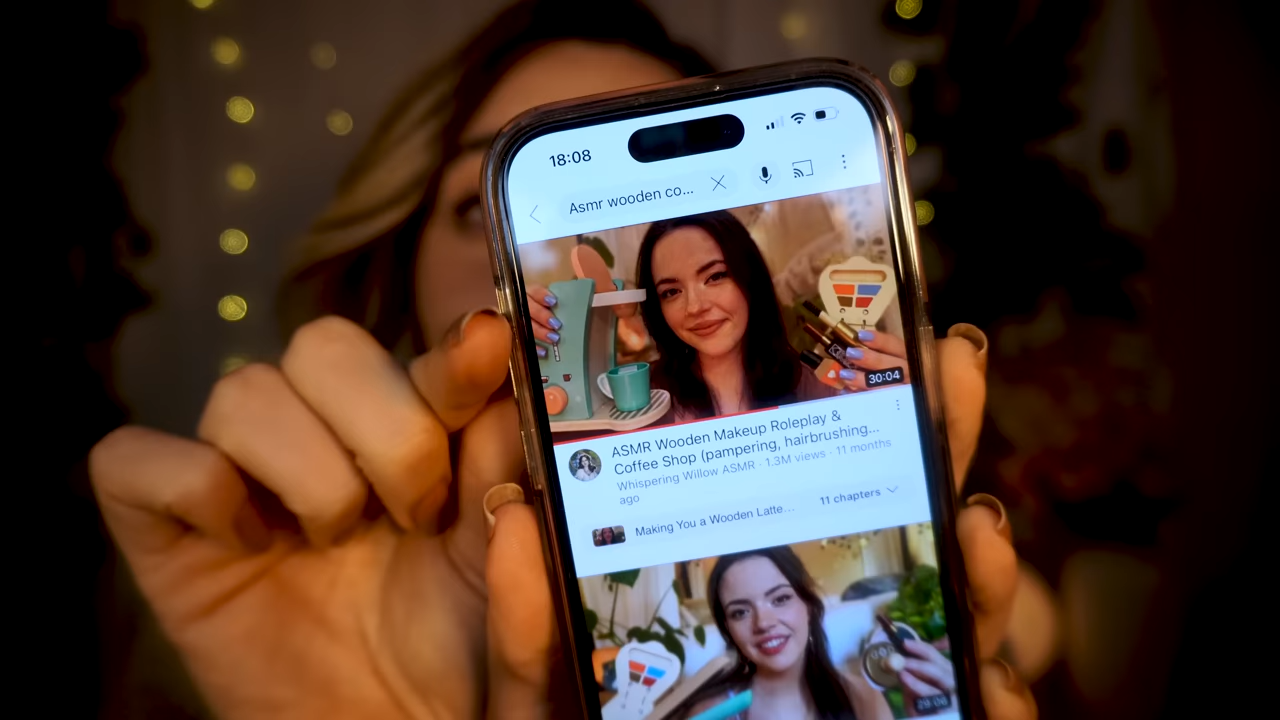 18:08
Asmr wooden co...
30:04
ASMR Wooden Makeup Roleplay &
Coffee Shop (pampering, hairbrushing...
Whispering Willow ASMR · 1.3M views · 11 months
ago
Making You a Wooden Latte...
11 chapters